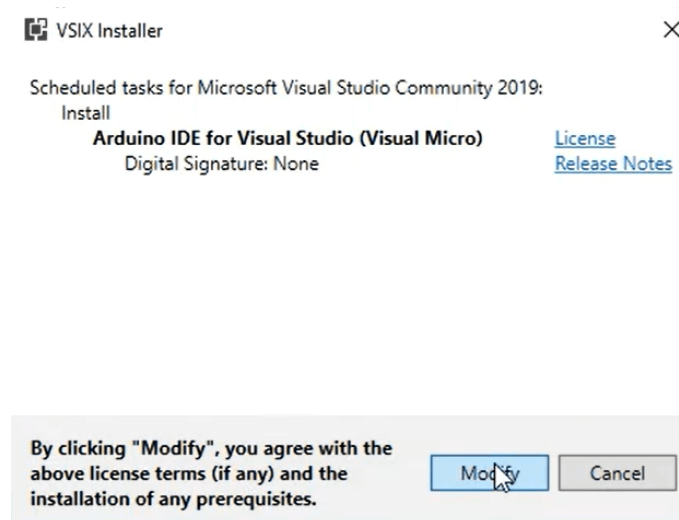 VSIX Installer
Scheduled tasks for Microsoft Visual Studio Community 2019:
Install
Arduino IDE for Visual Studio (Visual Micro) License
Digital Signature: None Release Notes
By clicking "Modify", you agree with the
above license terms (if any) and the
installation of any prerequisites.
Modify Cancel